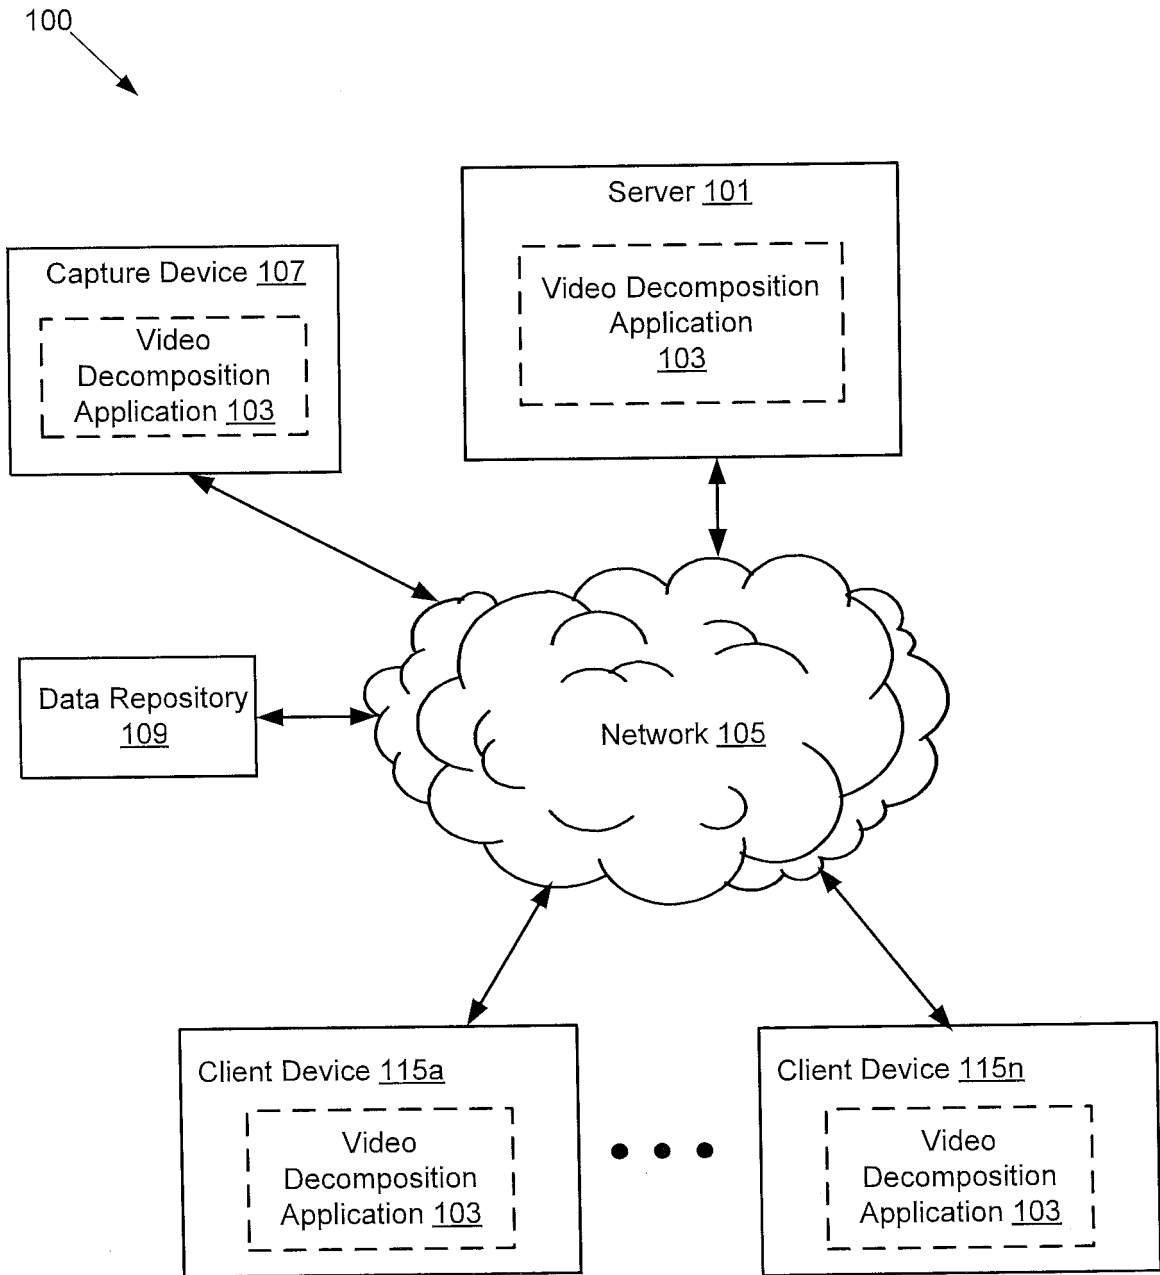 100
Server 101
Video Decomposition
Application
103
Capture Device 107
Video
Decomposition
Application 103
Data Repository
109
Network 105
Client Device 115a
Video
Decomposition
Application 103
Client Device 115n
Video
Decomposition
Application 103